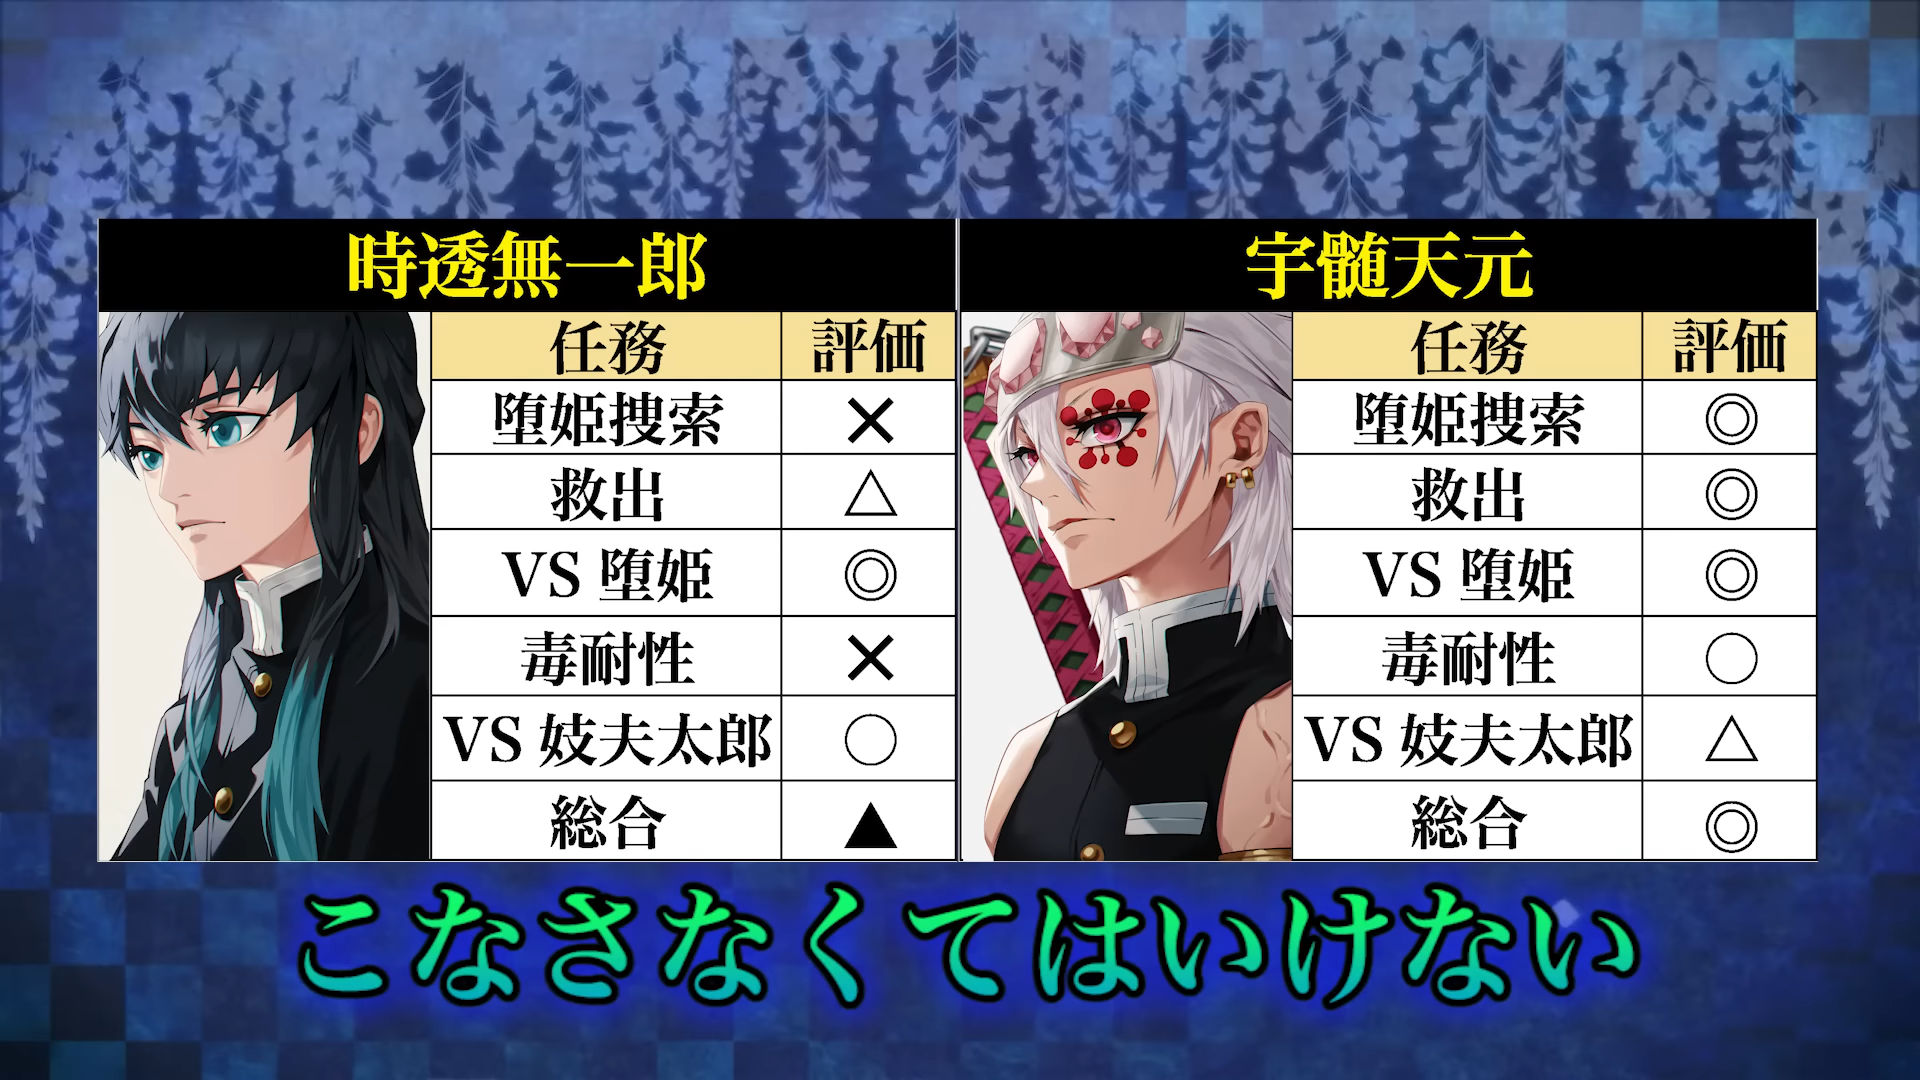 時透無一郎
任務 評価
堕姫捜索 ×
救出 △
VS 堕姫 ◎
毒耐性 ×
VS 妓夫太郎 ○
総合 ▲
宇髄天元
任務 評価
堕姫捜索 ◎
救出 ◎
VS 堕姫 ◎
毒耐性 ○
VS 妓夫太郎 △
総合 ◎
こなさなくてはいけない